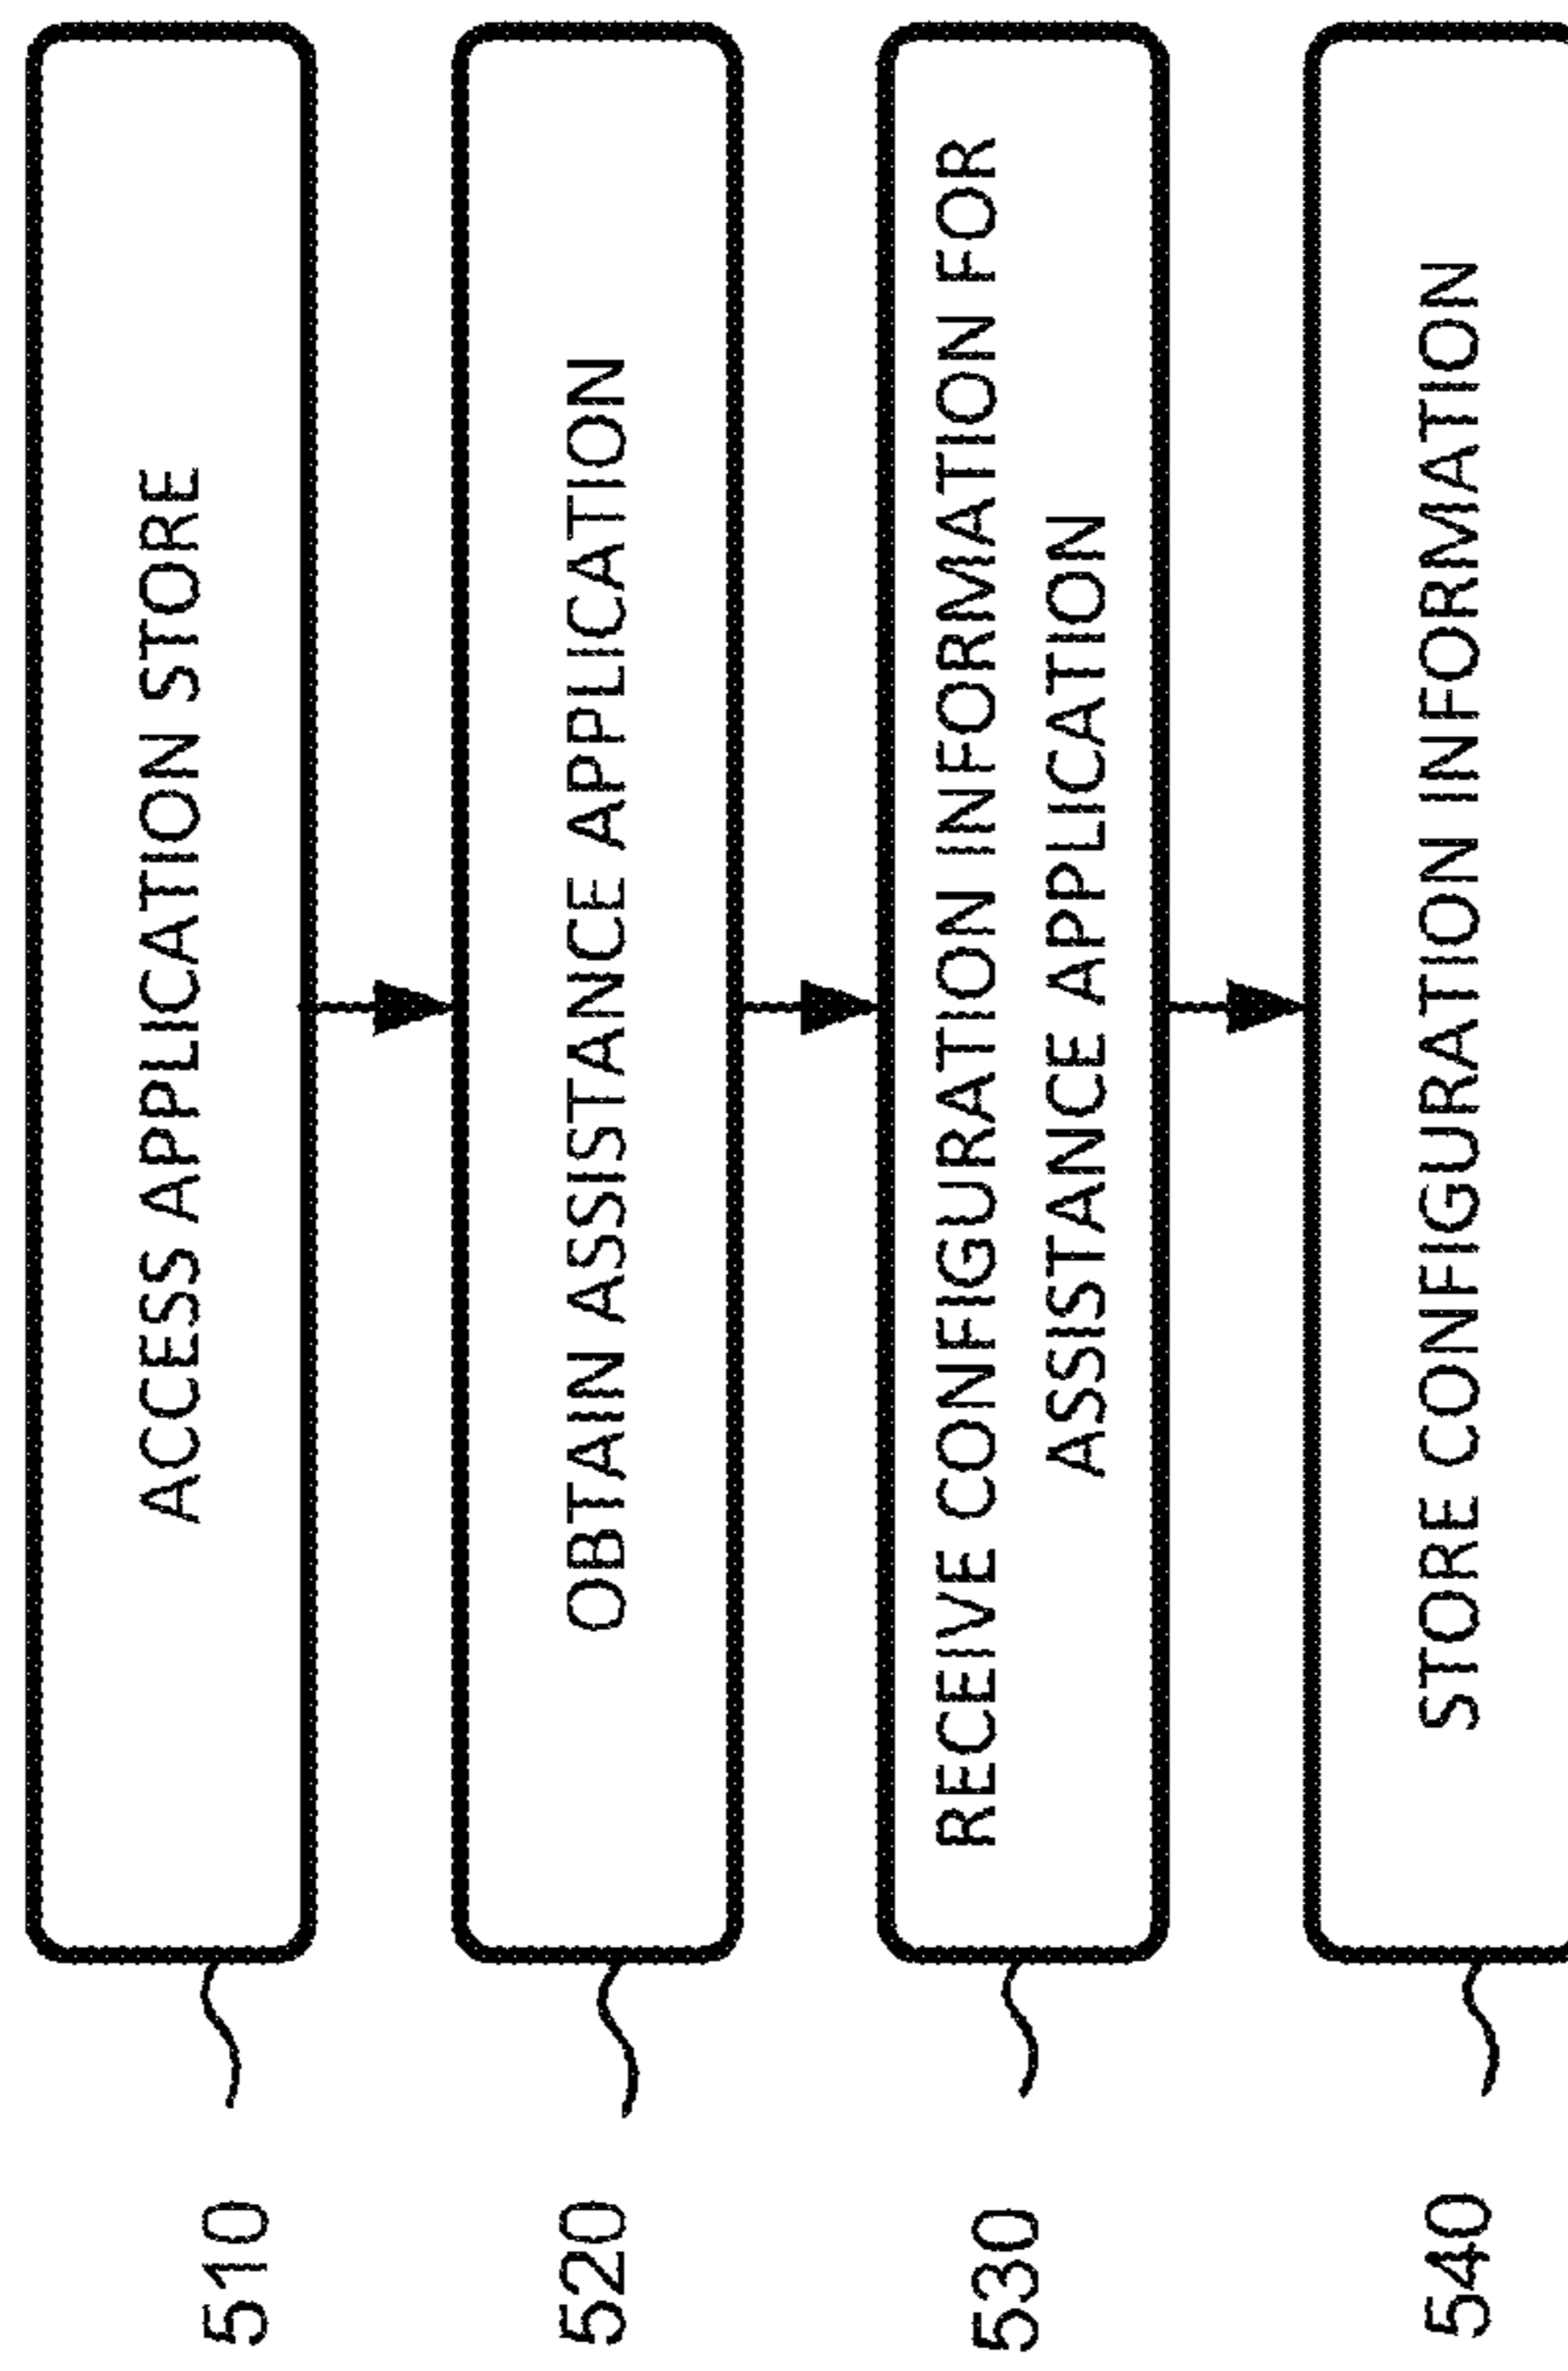 510
ACCESS APPLICATION STORE
520
OBTAIN ASSISTANCE APPLICATION
530
RECEIVE CONFIGURATION INFORMATION FOR
ASSISTANCE APPLICATION
540
STORE CONFIGURATION INFORMATION